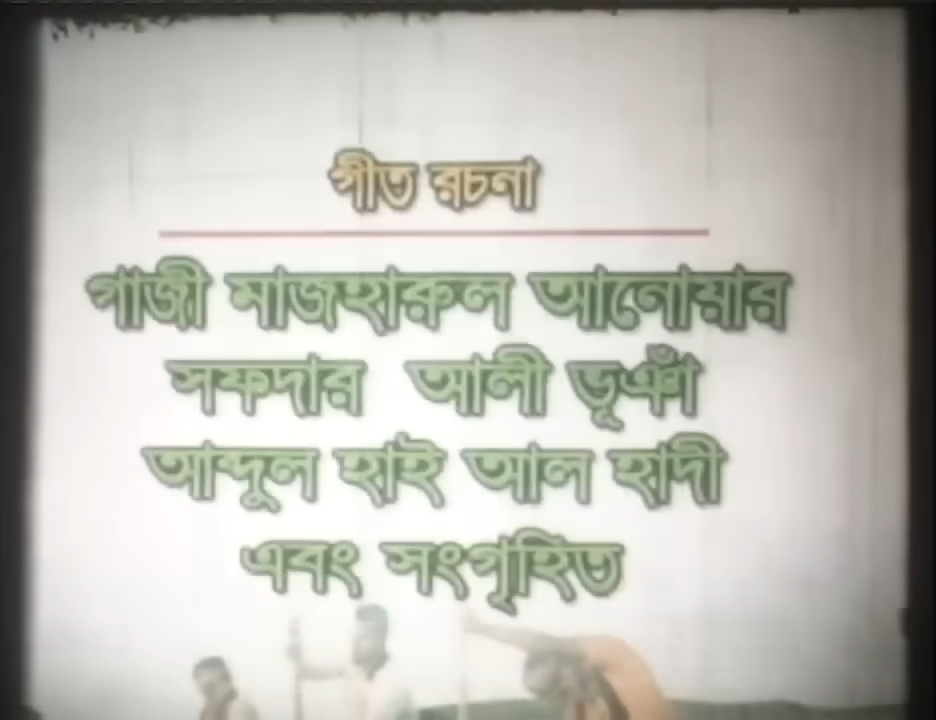 গীত রচনা
গাজী মাজহারুল আনোয়ার
সফদার আলী ভূঞাঁ
আব্দুল হাই আল হাদী
এবং সংগৃহিত